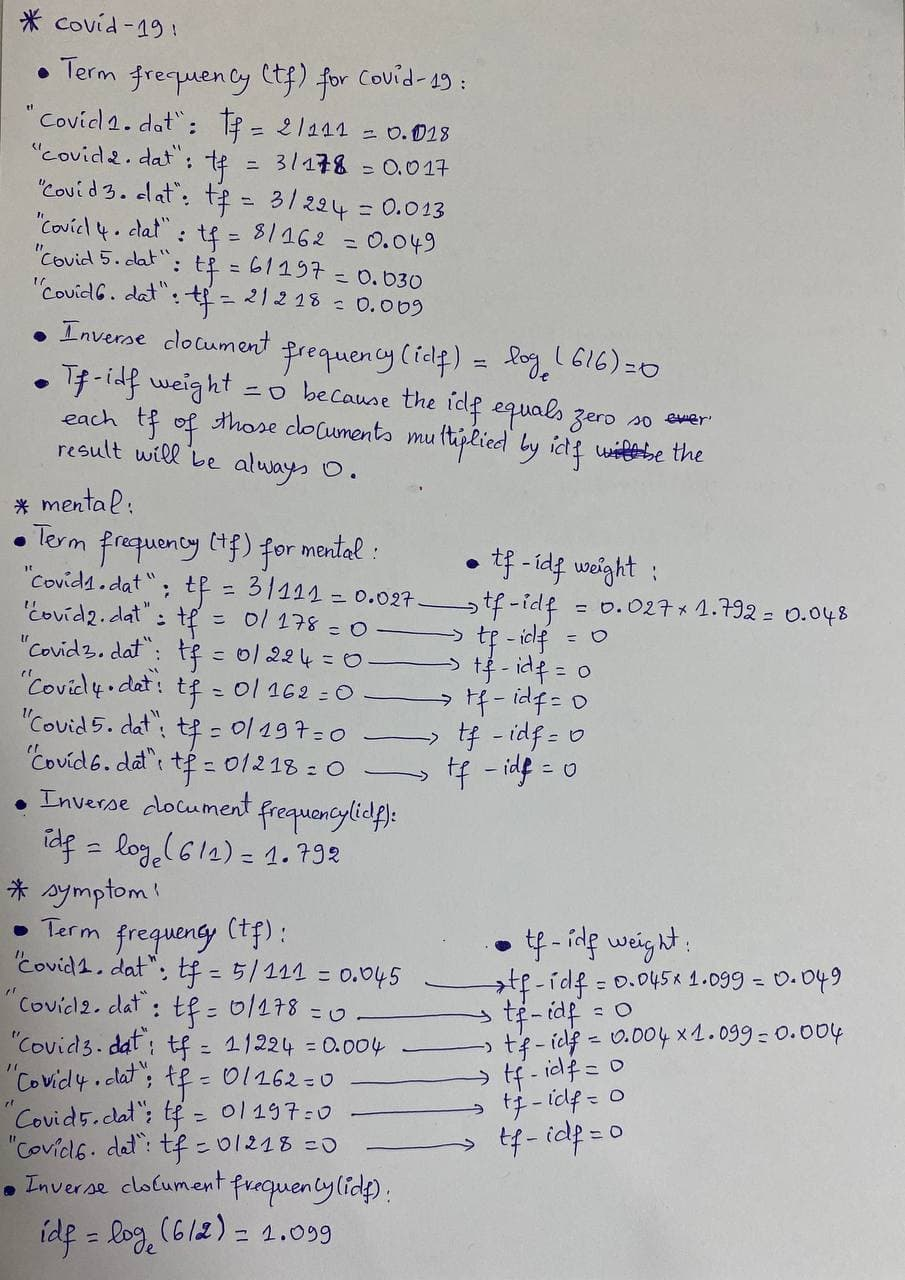 * Covid-19:
• Term frequency (tf) for Covid-19:
"Covid1.dat": tf = 2/111 = 0.018
"covid2.dat": tf = 3/178 = 0.017
"Covid3.dat": tf = 3/224 = 0.013
"Covid4.dat": tf = 8/162 = 0.049
"Covid5.dat": tf = 6/197 = 0.030
"Covid6.dat": tf = 2/218 = 0.009
• Inverse document frequency (idf) = logₑ(6/6)=0
• Tf-idf weight = 0 because the idf equals zero so ever
each tf of those documents multiplied by idf will be the
result will be always 0.
* mental:
• Term frequency (tf) for mental:
• tf-idf weight:
"Covid1.dat": tf = 3/111 = 0.027 → tf-idf = 0.027 × 1.792 = 0.048
"Covid2.dat": tf = 0/178 = 0 → tf-idf = 0
"Covid3.dat": tf = 0/224 = 0 → tf-idf = 0
"Covid4.dat": tf = 0/162 = 0 → tf-idf = 0
"Covid5.dat": tf = 0/197 = 0 → tf-idf = 0
"Covid6.dat": tf = 0/218 = 0 → tf-idf = 0
• Inverse document frequency(idf):
idf = logₑ(6/1) = 1.792
* symptom:
• Term frequency (tf):
• tf-idf weight:
"Covid1.dat": tf = 5/111 = 0.045 → tf-idf = 0.045 × 1.099 = 0.049
"Covid2.dat": tf = 0/178 = 0 → tf-idf = 0
"Covid3.dat": tf = 1/224 = 0.004 → tf-idf = 0.004 × 1.099 = 0.004
"Covid4.dat": tf = 0/162 = 0 → tf-idf = 0
"Covid5.dat": tf = 0/197 = 0 → tf-idf = 0
"Covid6.dat": tf = 0/218 = 0 → tf-idf = 0
• Inverse document frequency(idf):
idf = logₑ(6/2) = 1.099